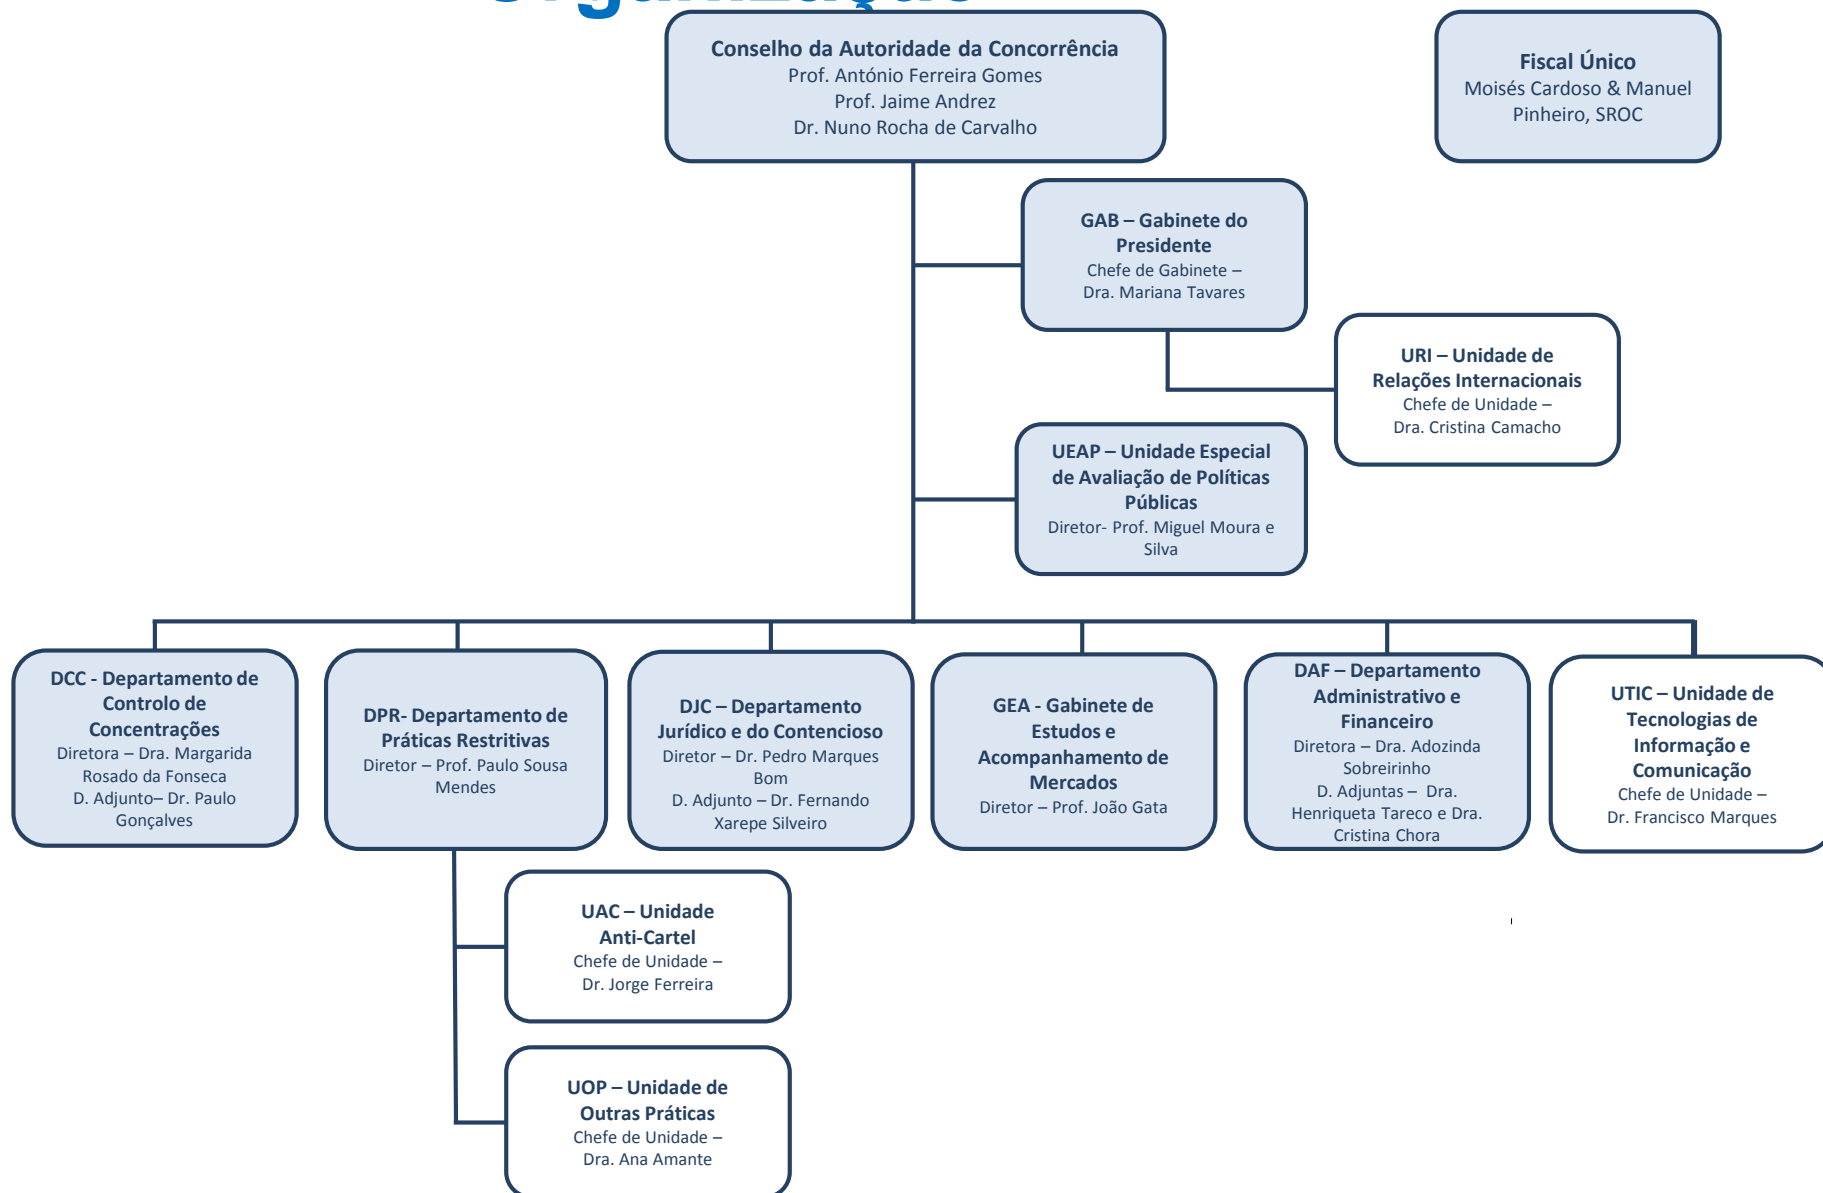 Organização
Conselho da Autoridade da Concorrência
Prof. António Ferreira Gomes
Prof. Jaime Andrez
Dr. Nuno Rocha de Carvalho
Fiscal Único
Moisés Cardoso & Manuel
Pinheiro, SROC
GAB – Gabinete do
Presidente
Chefe de Gabinete –
Dra. Mariana Tavares
URI – Unidade de
Relações Internacionais
Chefe de Unidade –
Dra. Cristina Camacho
UEAP – Unidade Especial
de Avaliação de Políticas
Públicas
Diretor- Prof. Miguel Moura e
Silva
DCC - Departamento de
Controlo de
Concentrações
Diretora – Dra. Margarida
Rosado da Fonseca
D. Adjunto– Dr. Paulo
Gonçalves
DPR- Departamento de
Práticas Restritivas
Diretor – Prof. Paulo Sousa
Mendes
DJC – Departamento
Jurídico e do Contencioso
Diretor – Dr. Pedro Marques
Bom
D. Adjunto – Dr. Fernando
Xarepe Silveiro
GEA - Gabinete de
Estudos e
Acompanhamento de
Mercados
Diretor – Prof. João Gata
DAF – Departamento
Administrativo e
Financeiro
Diretora – Dra. Adozinda
Sobreirinho
D. Adjuntas – Dra.
Henriqueta Tareco e Dra.
Cristina Chora
UTIC – Unidade de
Tecnologias de
Informação e
Comunicação
Chefe de Unidade –
Dr. Francisco Marques
UAC – Unidade
Anti-Cartel
Chefe de Unidade –
Dr. Jorge Ferreira
UOP – Unidade de
Outras Práticas
Chefe de Unidade –
Dra. Ana Amante